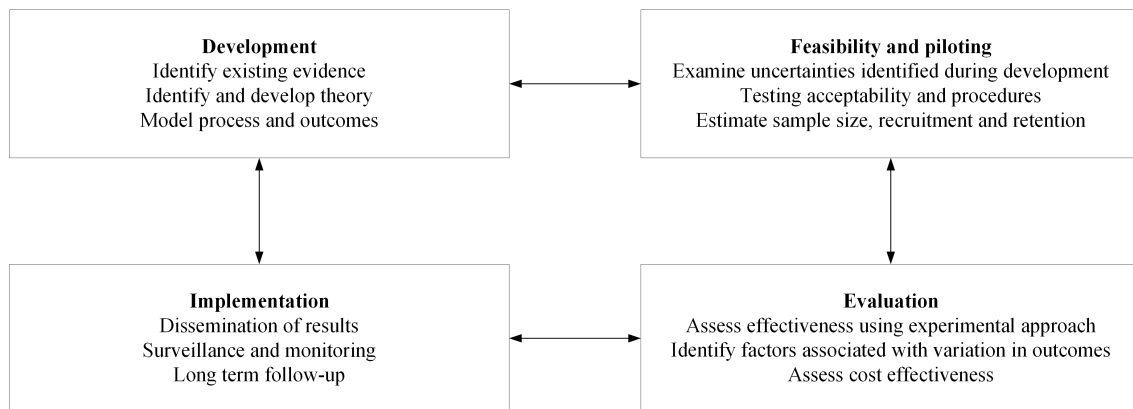 Development
Identify existing evidence
Identify and develop theory
Model process and outcomes
Feasibility and piloting
Examine uncertainties identified during development
Testing acceptability and procedures
Estimate sample size, recruitment and retention
Implementation
Dissemination of results
Surveillance and monitoring
Long term follow-up
Evaluation
Assess effectiveness using experimental approach
Identify factors associated with variation in outcomes
Assess cost effectiveness